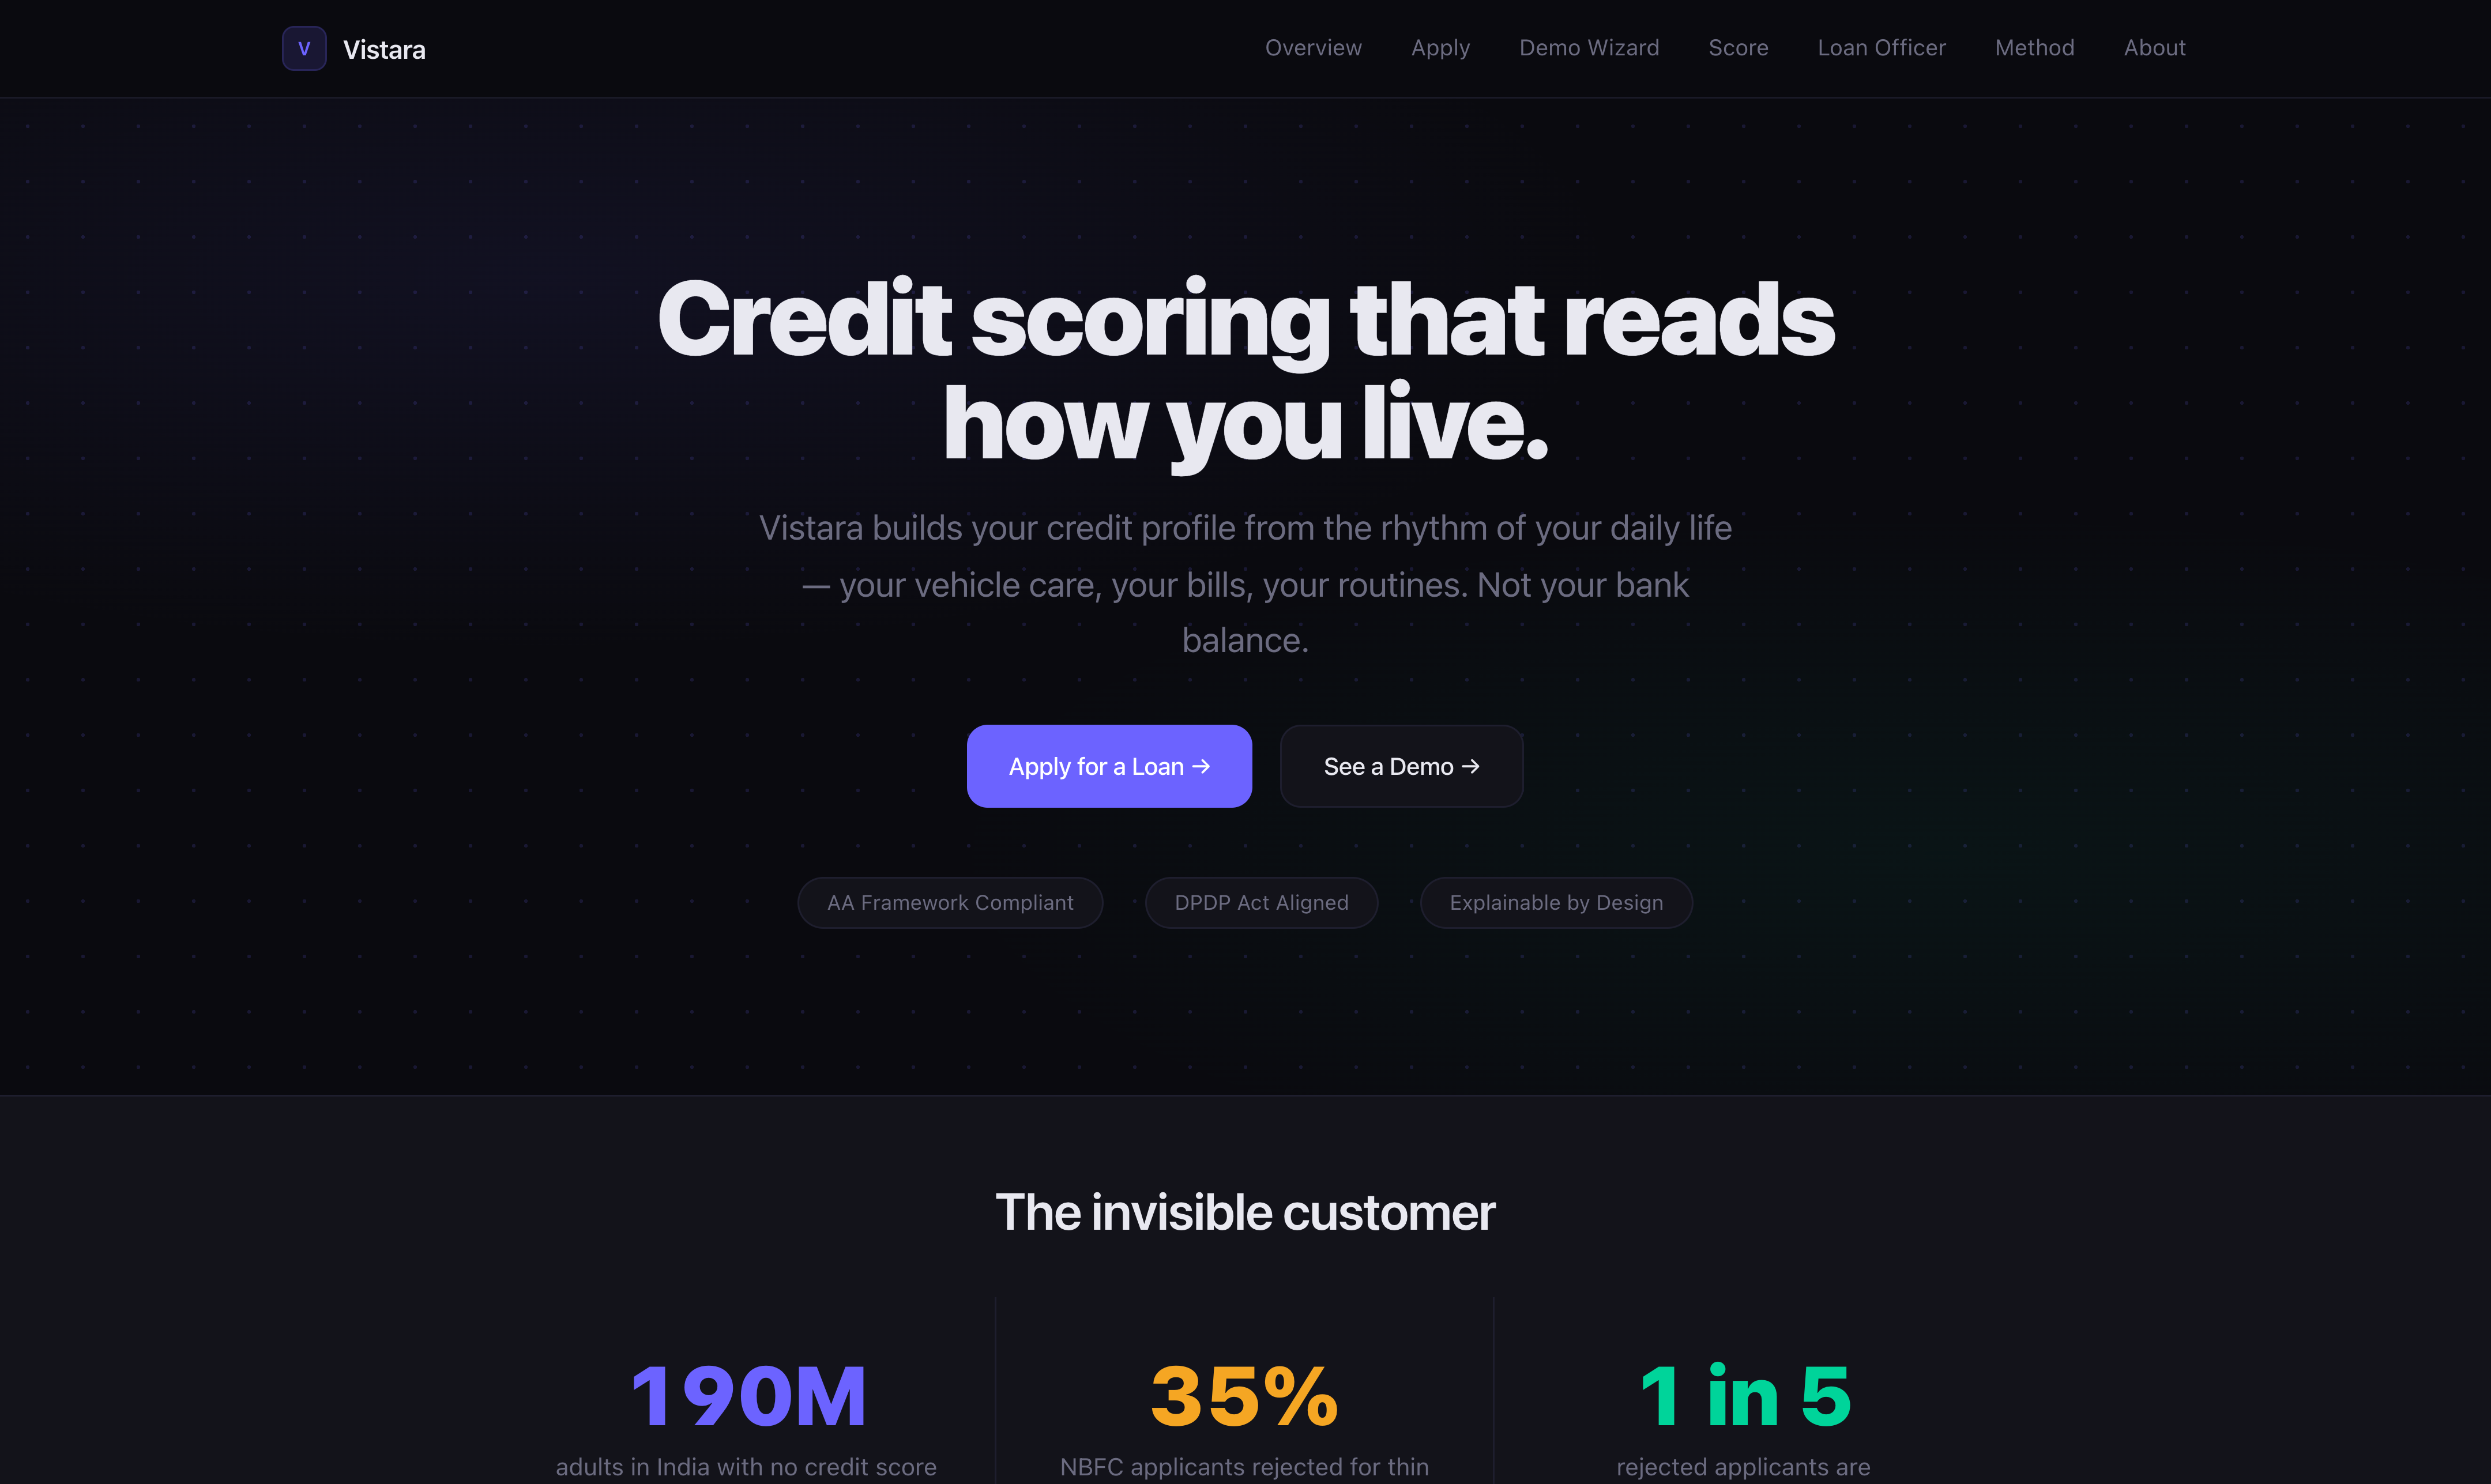 V
Vistara
Overview
Apply
Demo Wizard
Score
Loan Officer
Method
About
Credit scoring that reads
how you live.
Vistara builds your credit profile from the rhythm of your daily life
— your vehicle care, your bills, your routines. Not your bank
balance.
Apply for a Loan →
See a Demo →
AA Framework Compliant
DPDP Act Aligned
Explainable by Design
The invisible customer
190M
adults in India with no credit score
35%
NBFC applicants rejected for thin
1 in 5
rejected applicants are